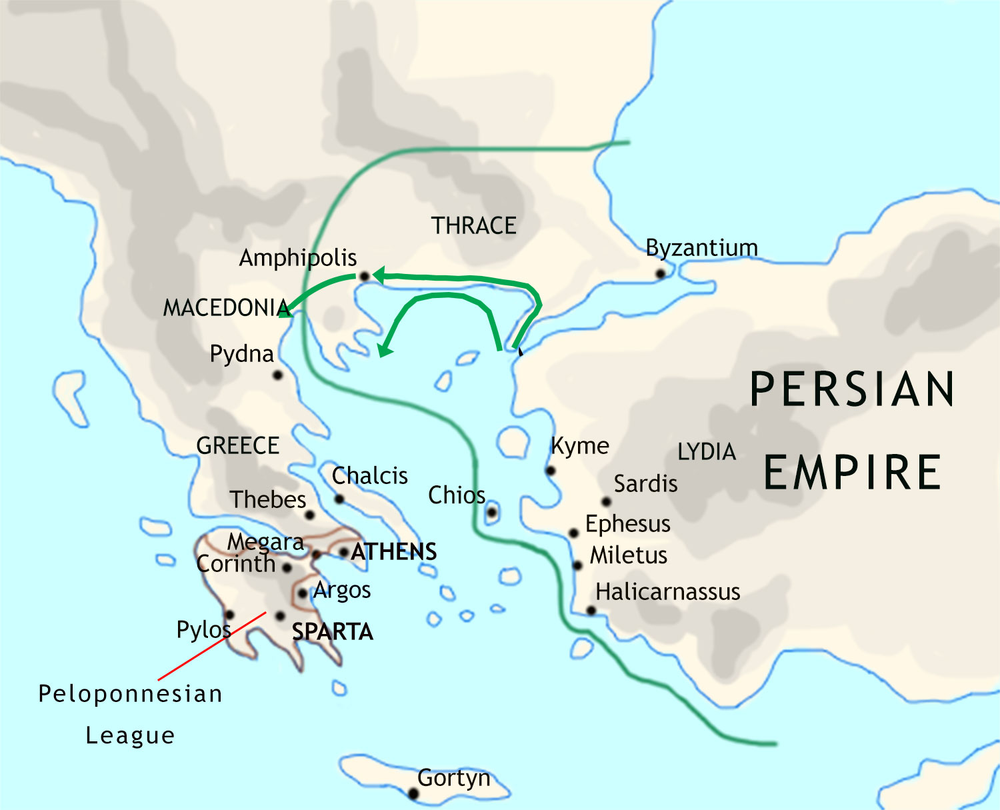 THRACE
Byzantium
Amphipolis
MACEDONIA
Pydna
PERSIAN
EMPIRE
GREECE
Kyme
LYDIA
Chalcis
Sardis
Thebes
Chios
Ephesus
Megara
ATHENS
Miletus
Corinth
Argos
Halicarnassus
Pylos
SPARTA
Peloponnesian
League
Gortyn